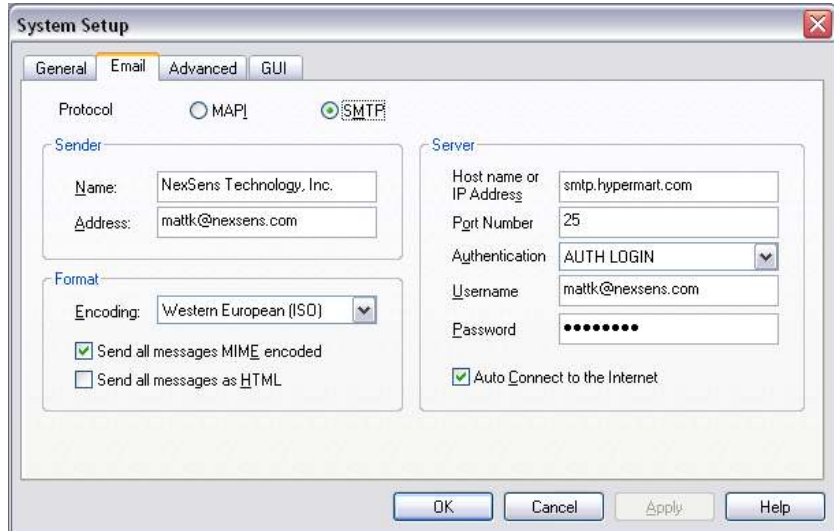 System Setup
General Email Advanced GUI
Protocol MAPI SMTP
Sender
Name: NexSens Technology, Inc.
Address: mattk@nexsens.com
Format
Encoding: Western European (ISO)
Send all messages MIME encoded
Send all messages as HTML
Server
Host name or
IP Address smtp.hypermart.com
Port Number 25
Authentication AUTH LOGIN
Username mattk@nexsens.com
Password ••••••••
Auto Connect to the Internet
OK Cancel Apply Help